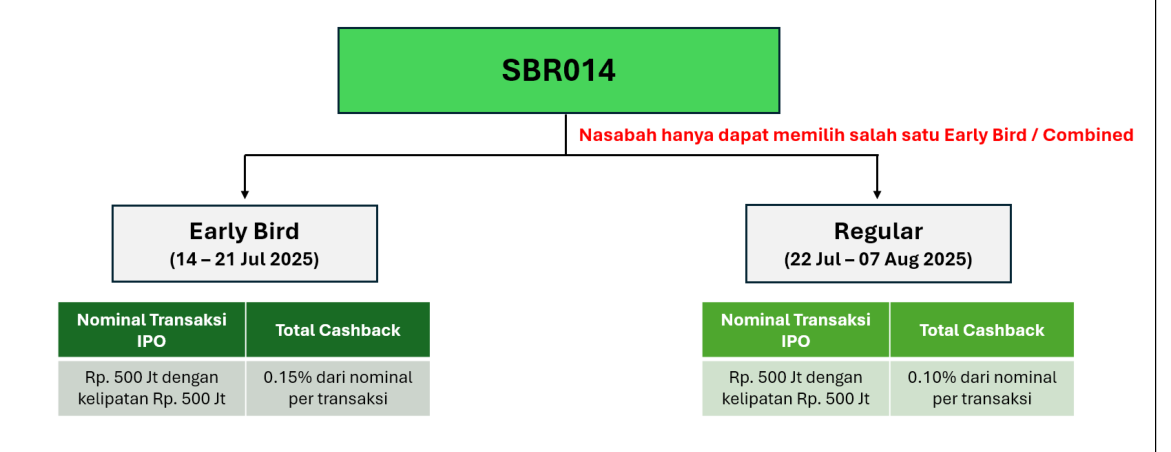 SBR014
Nasabah hanya dapat memilih salah satu Early Bird / Combined
Early Bird
(14 – 21 Jul 2025)
Nominal Transaksi
IPO
Total Cashback
Rp. 500 Jt dengan
kelipatan Rp. 500 Jt
0.15% dari nominal
per transaksi
Regular
(22 Jul – 07 Aug 2025)
Nominal Transaksi
IPO
Total Cashback
Rp. 500 Jt dengan
kelipatan Rp. 500 Jt
0.10% dari nominal
per transaksi